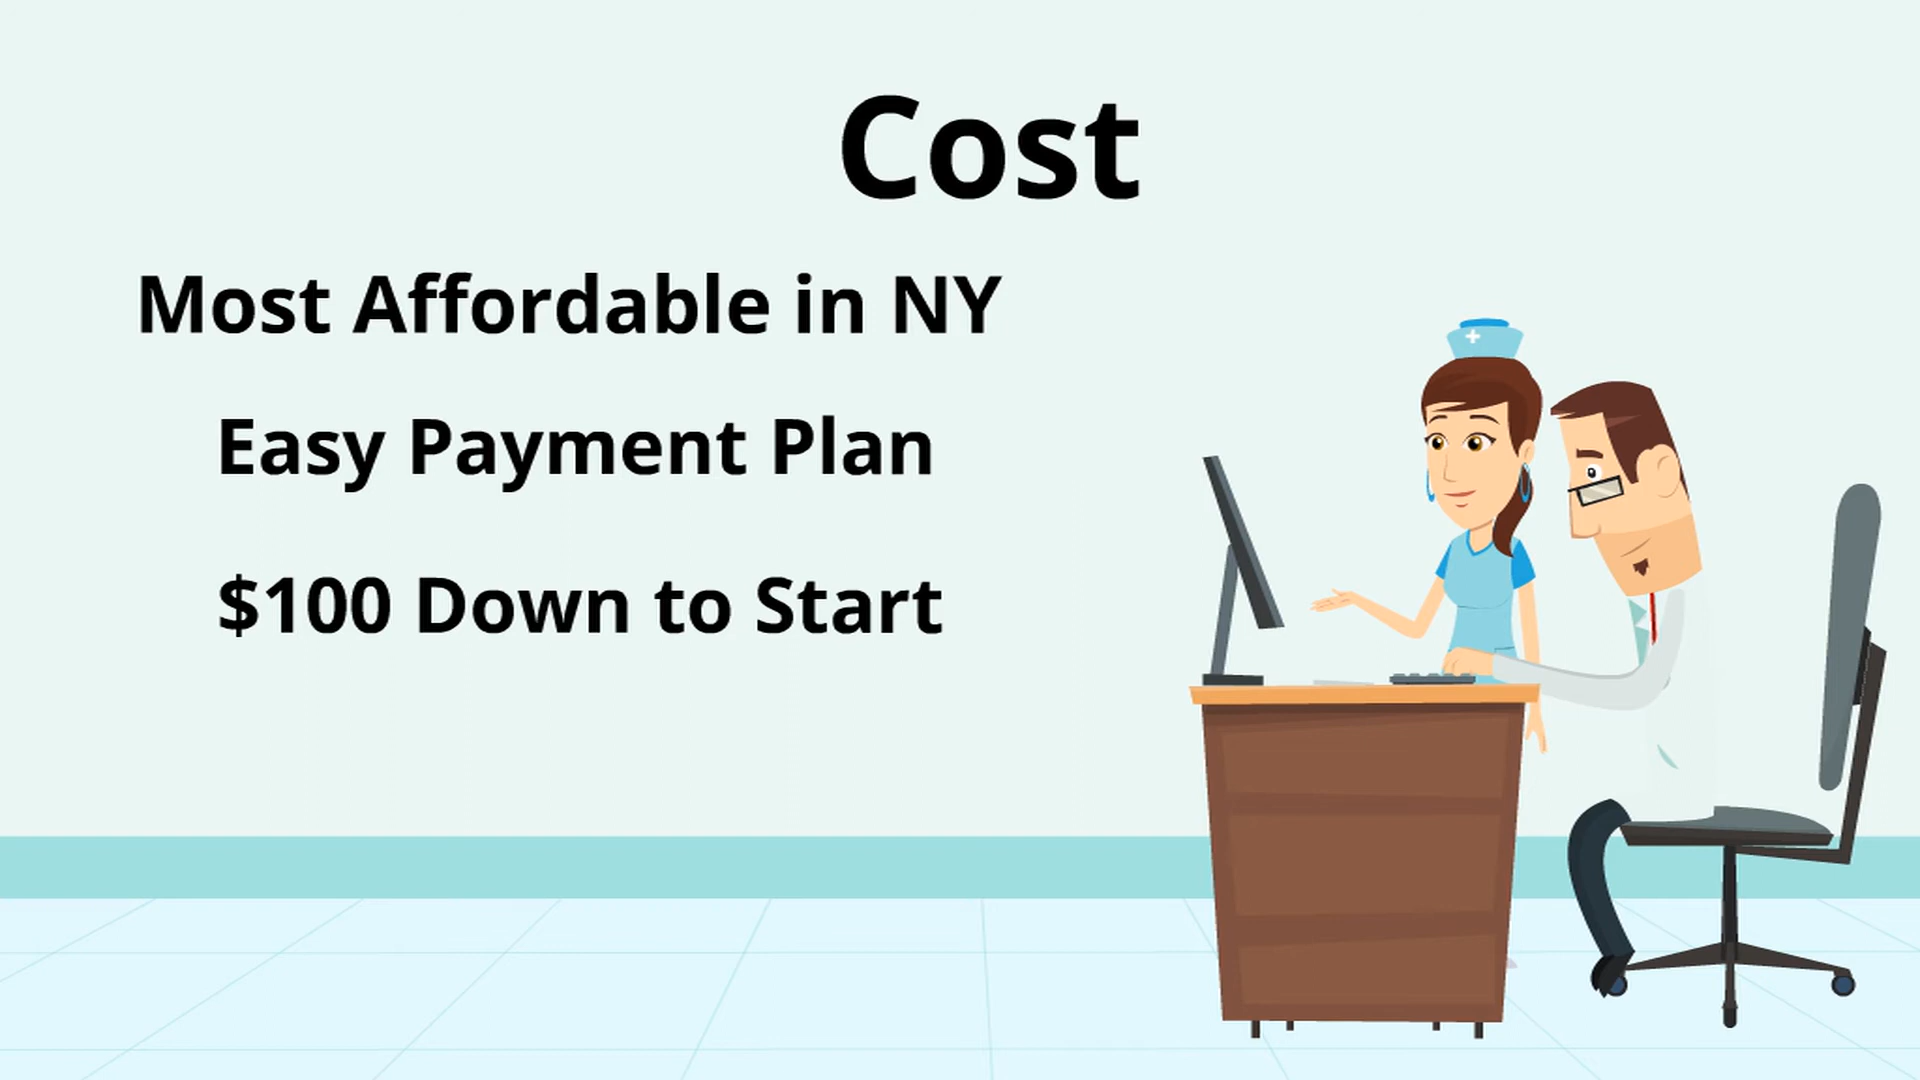 Cost
Most Affordable in NY
Easy Payment Plan
$100 Down to Start